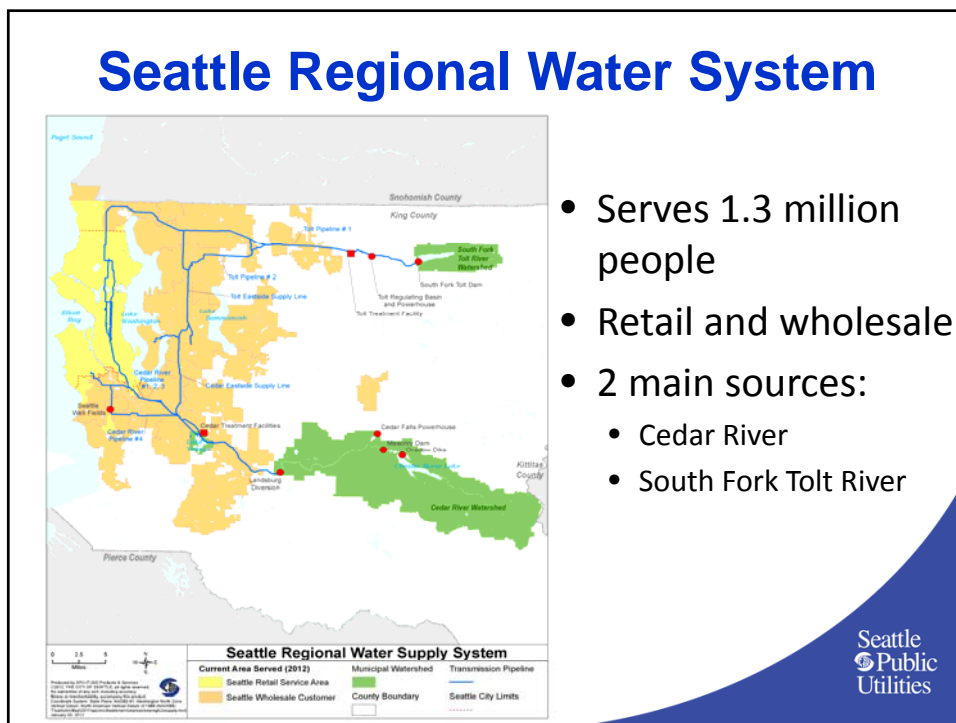 Seattle Regional Water System
Puget Sound
Snohomish County
King County
Tolt Pipeline # 1
South Fork
Tolt River
Watershed
South Fork Tolt Dam
Tolt Pipeline # 2
Tolt Regulating Basin
and Powerhouse
Tolt Treatment Facility
Tolt Eastside Supply Line
Elliott
Bay
Lake
Washington
Lake
Sammamish
Cedar River
Pipeline
#1, 2, 3
Cedar Eastside Supply Line
Seattle
Well Fields
Cedar River
Pipeline #4
Cedar Treatment Facilities
Cedar Falls Powerhouse
Masonry Dam
Landsburg
Diversion
Kittitas
County
Cedar River Watershed
Pierce County
• Serves 1.3 million
people
• Retail and wholesale
• 2 main sources:
• Cedar River
• South Fork Tolt River
0 2.5 5
Miles
N
W E
S
Seattle Regional Water Supply System
Current Area Served (2012)
Seattle Retail Service Area
Seattle Wholesale Customer
Municipal Watershed
County Boundary
Transmission Pipeline
Seattle City Limits
Seattle
Public
Utilities